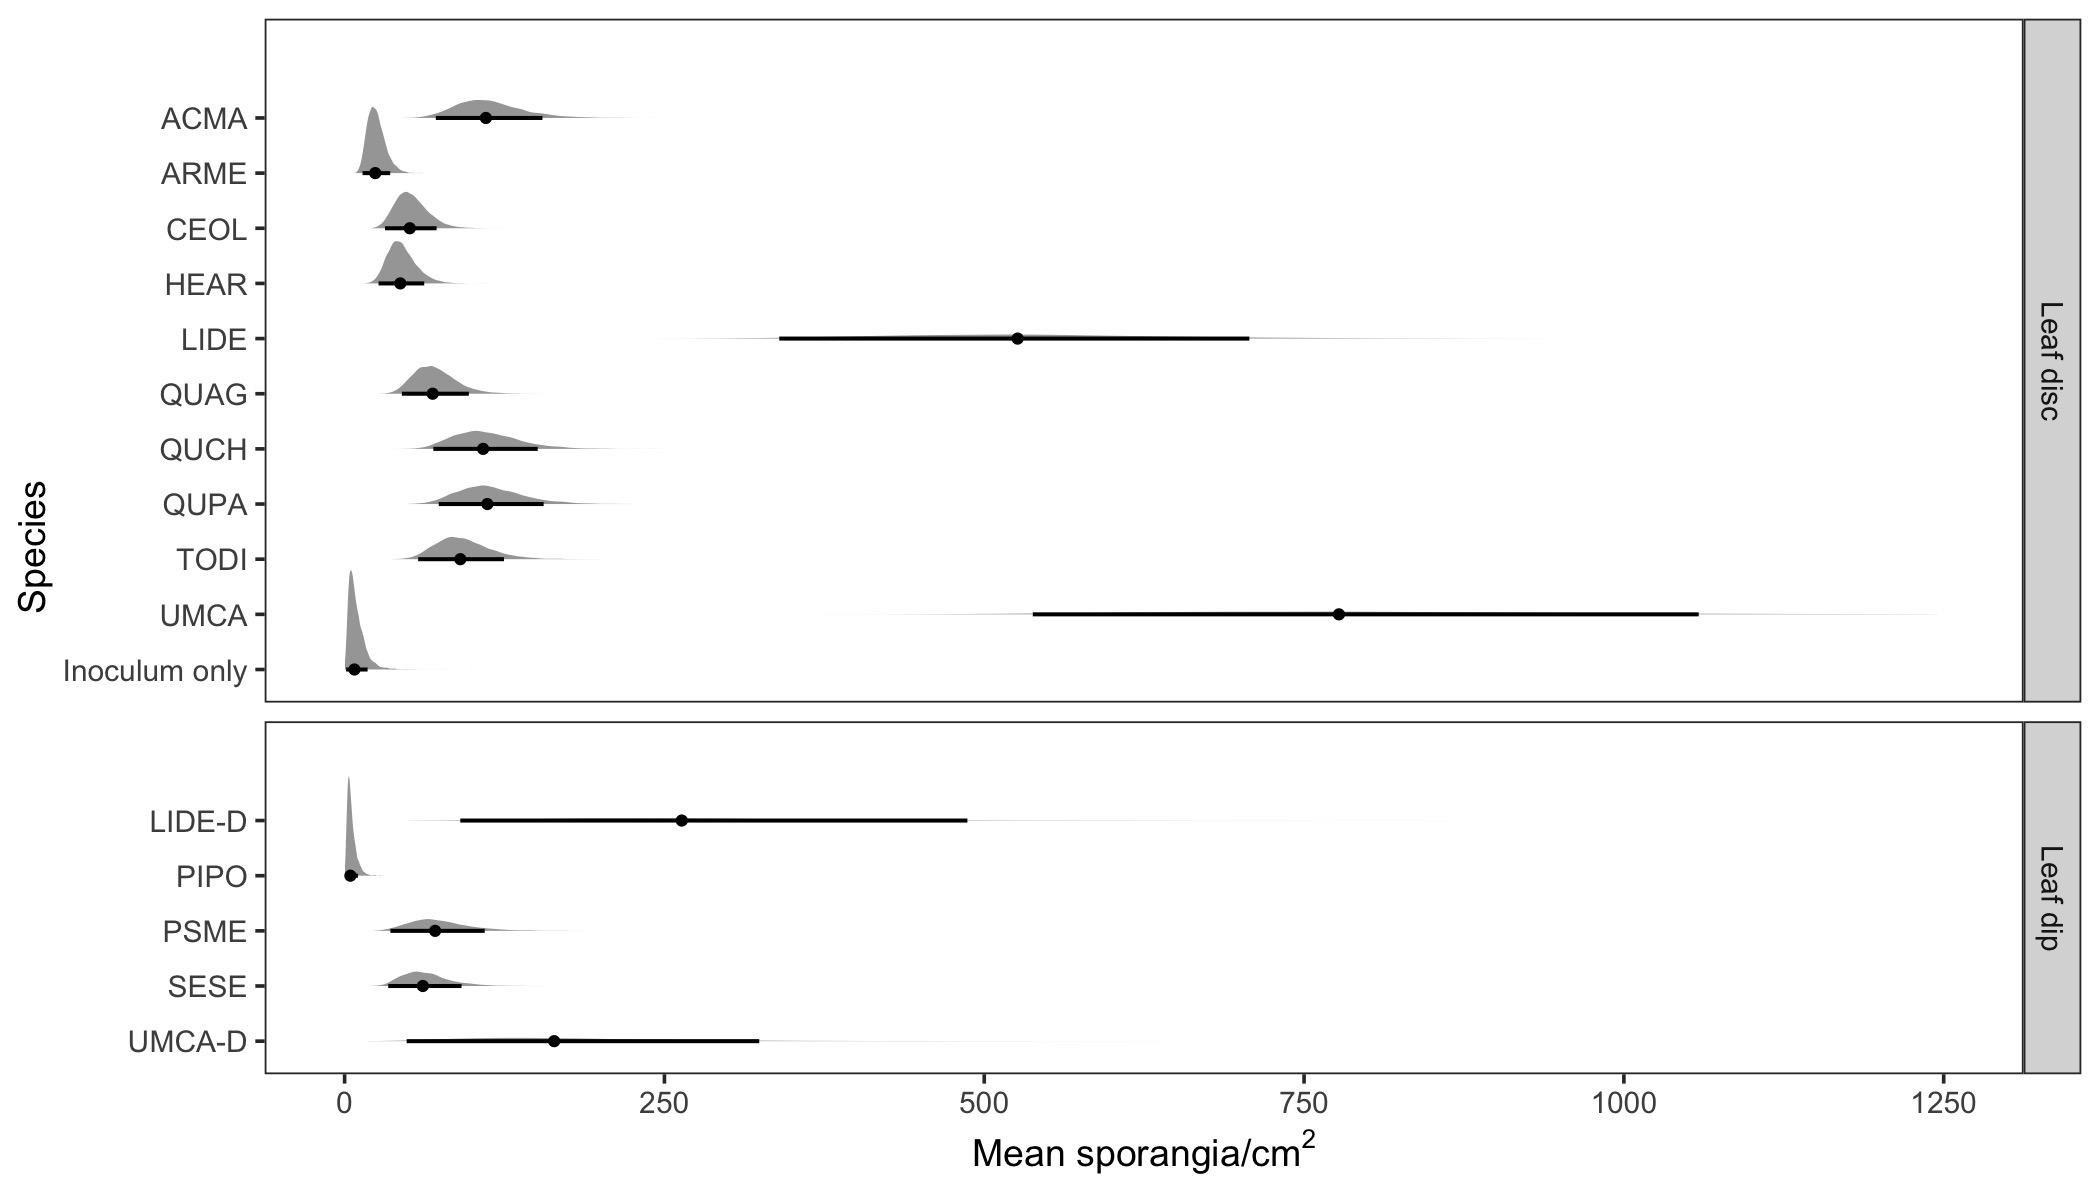 ACMA
ARME
CEOL
HEAR
LIDE
QUAG
QUCH
QUPA
TODI
UMCA
Inoculum only
Leaf disc
LIDE-D
PIPO
PSME
SESE
UMCA-D
Leaf dip
Species
0 250 500 750 1000 1250
Mean sporangia/cm²